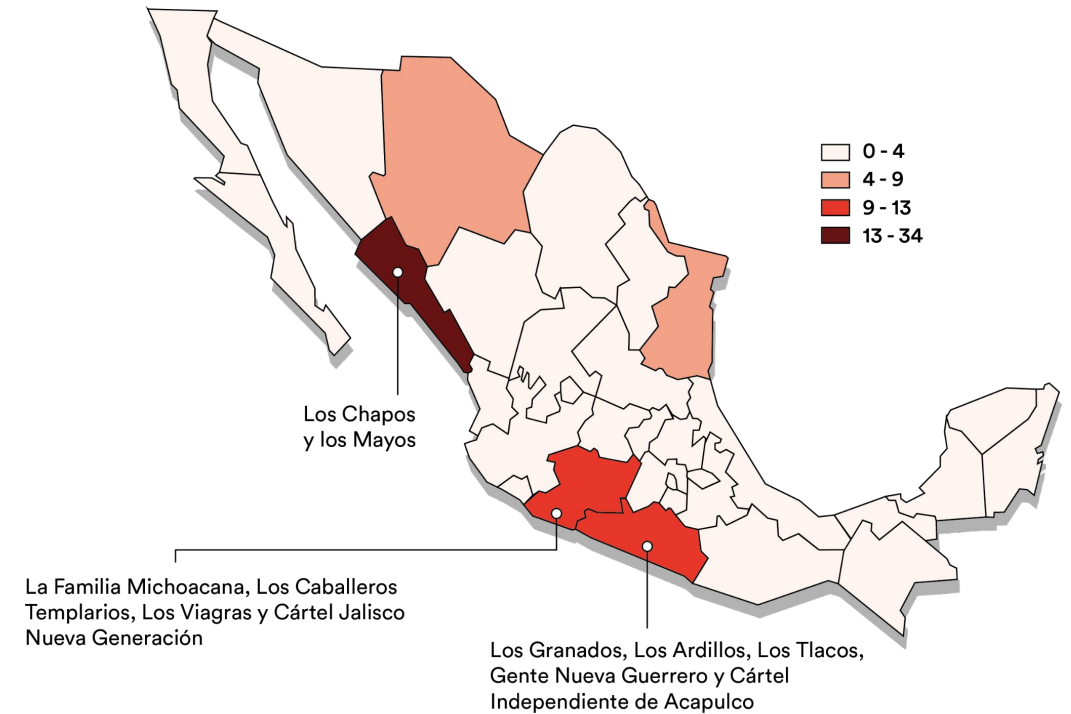 0 - 4
4 - 9
9 - 13
13 - 34
Los Chapos
y los Mayos
La Familia Michoacana, Los Caballeros
Templarios, Los Viagras y Cártel Jalisco
Nueva Generación
Los Granados, Los Ardillos, Los Tlacos,
Gente Nueva Guerrero y Cártel
Independiente de Acapulco